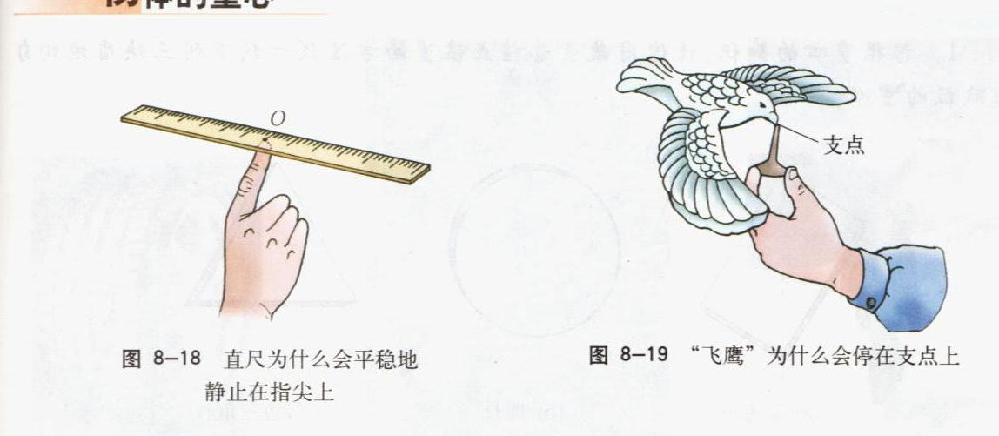 物体的重心
O
支点
图 8-18 直尺为什么会平稳地
静止在指尖上
图 8-19 “飞鹰”为什么会停在支点上